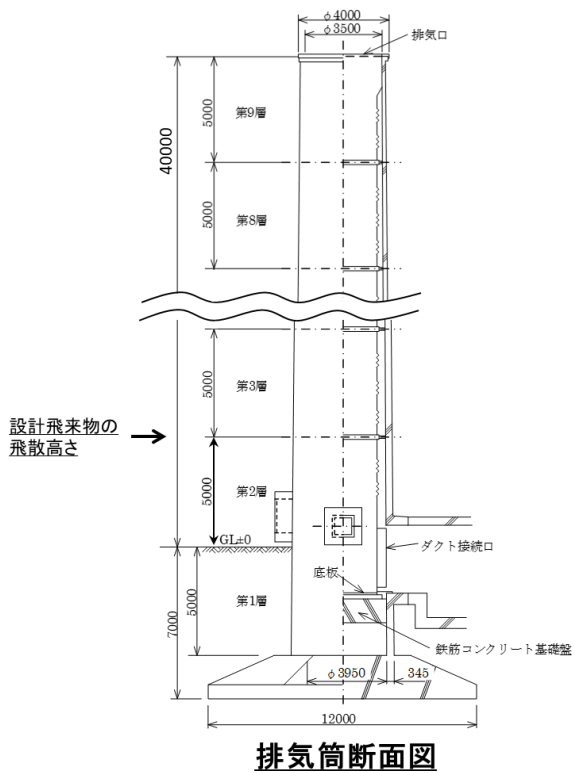 φ4000
φ3500
排気口
40000
5000
第9層
5000
第8層
5000
第3層
設計飛来物の
飛散高さ
5000
第2層
GL±0
ダクト接続口
底板
7000
5000
第1層
鉄筋コンクリート基礎盤
φ3950
345
12000
排気筒断面図